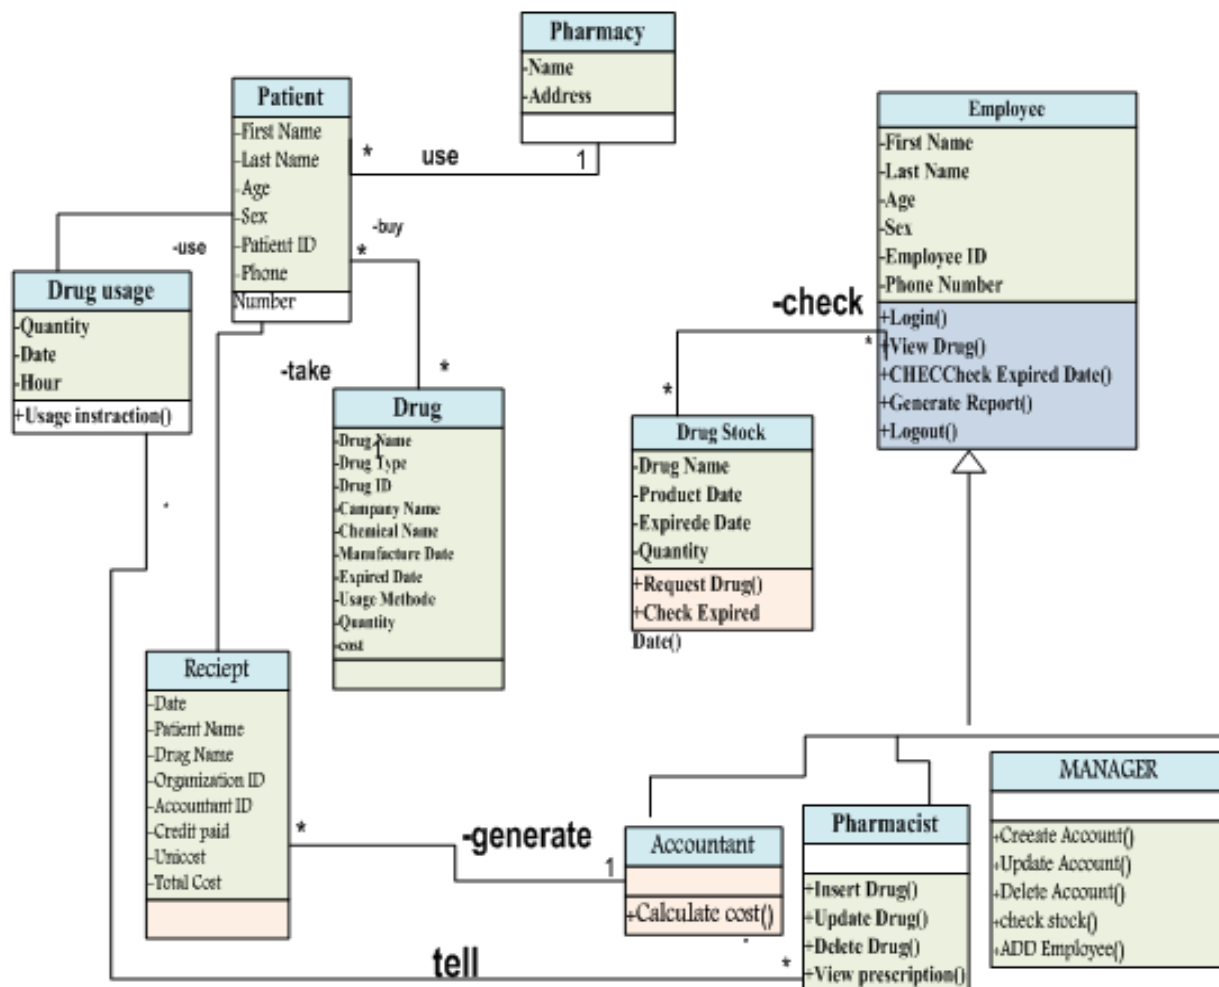 Pharmacy
-Name
-Address
Patient
-First Name
-Last Name
-Age
-Sex
-Patient ID
-Phone
Number
*
use
1
Employee
-First Name
-Last Name
-Age
-Sex
-Employee ID
-Phone Number
+Login()
+View Drug()
+CHECCheck Expired Date()
+Generate Report()
+Logout()
-use
-buy
*
*
-check
*
*
Drug usage
-Quantity
-Date
-Hour
+Usage instraction()
*
-take
Drug
-Drug Name
-Drug Type
-Drug ID
-Campany Name
-Chemical Name
-Manufacture Date
-Expired Date
-Usage Methode
-Quantity
-cost
Drug Stock
-Drug Name
-Product Date
-Expirede Date
-Quantity
+Request Drug()
+Check Expired
Date()
Reciept
-Date
-Patient Name
-Drug Name
-Organization ID
-Accountant ID
-Credit paid
-Unicost
-Total Cost
*
-generate
1
Accountant
+Calculate cost()
Pharmacist
+Insert Drug()
+Update Drug()
+Delete Drug()
+View prescription()
MANAGER
+Creeate Account()
+Update Account()
+Delete Account()
+check stock()
+ADD Employee()
tell
*